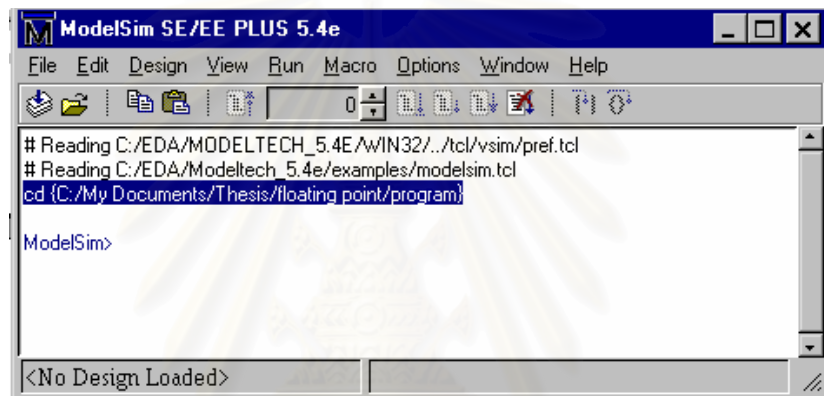 ModelSim SE/EE PLUS 5.4e
File Edit Design View Run Macro Options Window Help
0
# Reading C:/EDA/MODELTECH_5.4E/WIN32/../tcl/vsim/pref.tcl
# Reading C:/EDA/Modeltech_5.4e/examples/modelsim.tcl
cd {C:/My Documents/Thesis/floating point/program}
ModelSim>
<No Design Loaded>